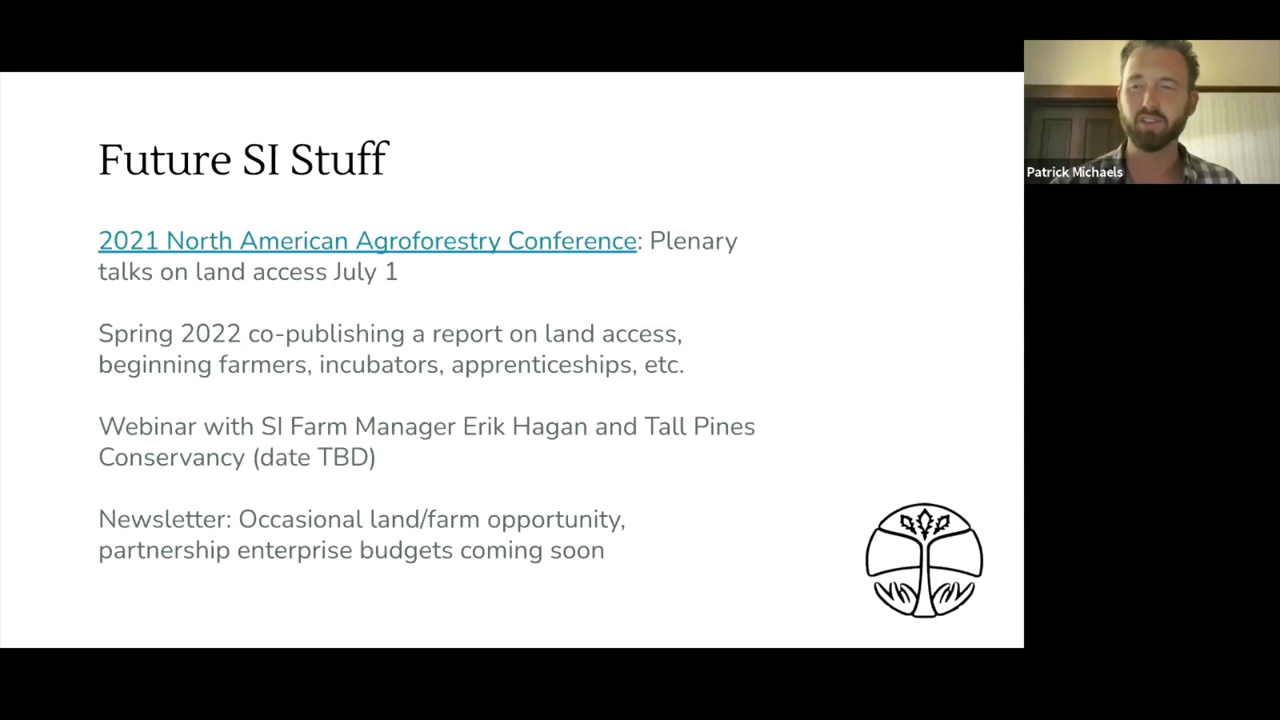 Future SI Stuff
2021 North American Agroforestry Conference: Plenary
talks on land access July 1
Spring 2022 co-publishing a report on land access,
beginning farmers, incubators, apprenticeships, etc.
Webinar with SI Farm Manager Erik Hagan and Tall Pines
Conservancy (date TBD)
Newsletter: Occasional land/farm opportunity,
partnership enterprise budgets coming soon
Patrick Michaels